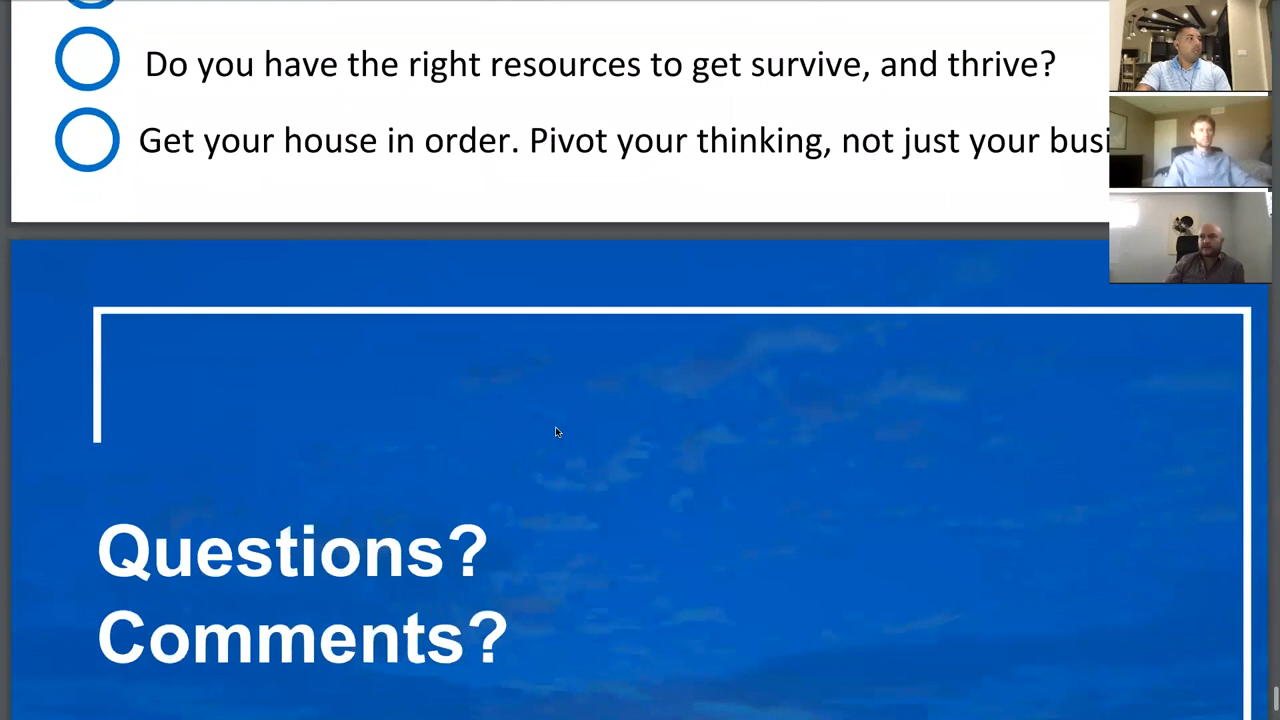 Do you have the right resources to get survive, and thrive?
Get your house in order. Pivot your thinking, not just your busi
Questions?
Comments?